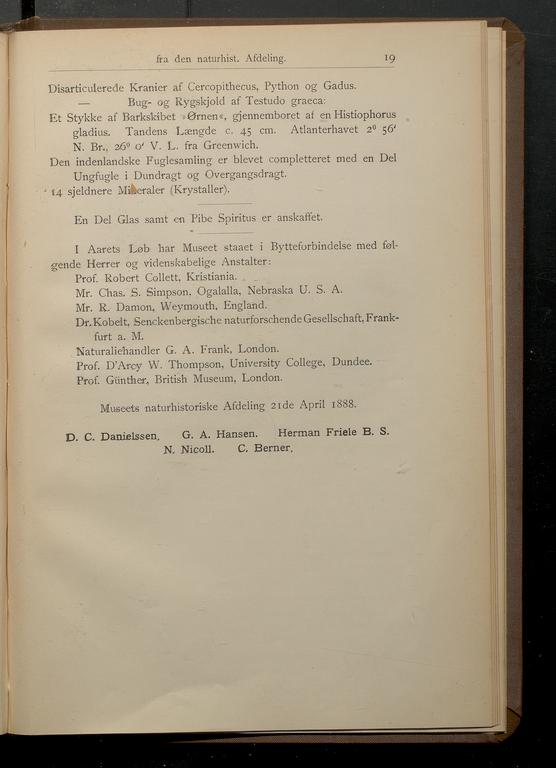 fra den naturhist. Afdeling. 19
Disarticulerede Kranier af Cercopithecus, Python og Gadus.
— Bug- og Rygskjold af Testudo graeca:
Et Stykke af Barkskibet »Ørnen«, gjennemboret af en Histiophorus
gladius. Tandens Længde c. 45 cm. Atlanterhavet 2° 56′
N. Br., 26° 0′ V. L. fra Greenwich.
Den indenlandske Fuglesamling er blevet completteret med en Del
Ungfugle i Dundragt og Overgangsdragt.
14 sjeldnere Mineraler (Krystaller).
En Del Glas samt en Pibe Spiritus er anskaffet.
I Aarets Løb har Museet staaet i Bytteforbindelse med føl-
gende Herrer og videnskabelige Anstalter:
Prof. Robert Collett, Kristiania.
Mr. Chas. S. Simpson, Ogalalla, Nebraska U. S. A.
Mr. R. Damon, Weymouth, England.
Dr. Kobelt, Senckenbergische naturforschende Gesellschaft, Frank-
furt a. M.
Naturaliehandler G. A. Frank, London.
Prof. D'Arcy W. Thompson, University College, Dundee.
Prof. Günther, British Museum, London.
Museets naturhistoriske Afdeling 21de April 1888.
D. C. Danielssen. G. A. Hansen. Herman Friele B. S.
N. Nicoll. C. Berner.